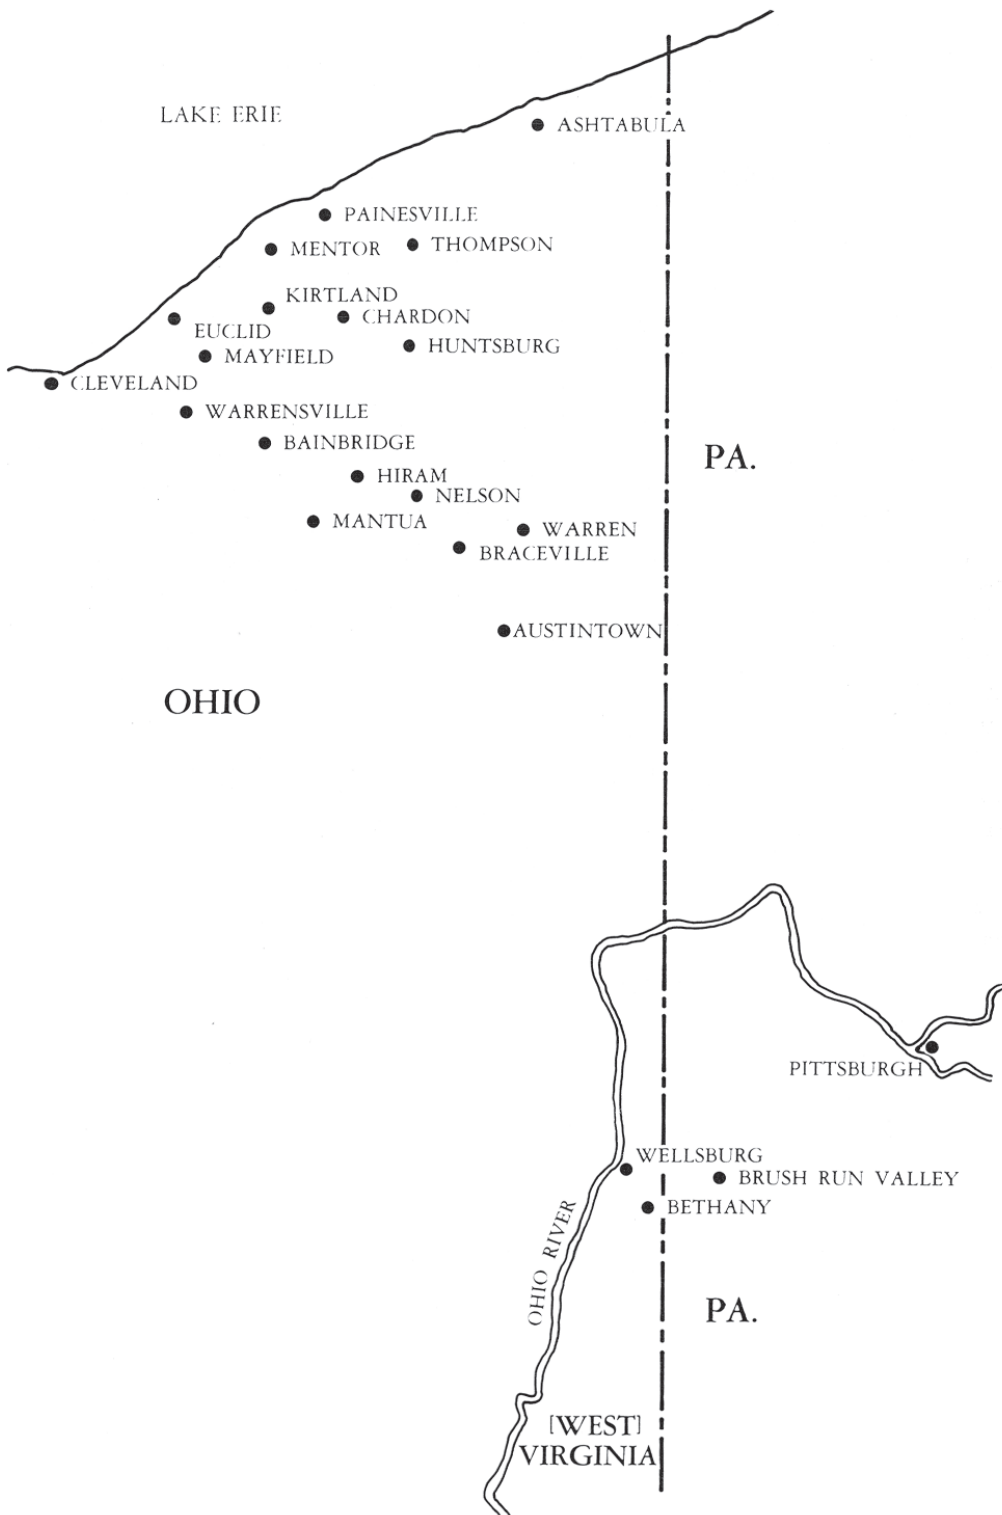 LAKE ERIE
ASHTABULA
PAINESVILLE
MENTOR
THOMPSON
KIRTLAND
CHARDON
EUCLID
HUNTSBURG
MAYFIELD
CLEVELAND
WARRENSVILLE
BAINBRIDGE
PA.
HIRAM
NELSON
MANTUA
WARREN
BRACEVILLE
AUSTINTOWN
OHIO
PITTSBURGH
WELLSBURG
BRUSH RUN VALLEY
BETHANY
OHIO RIVER
PA.
[WEST]
VIRGINIA